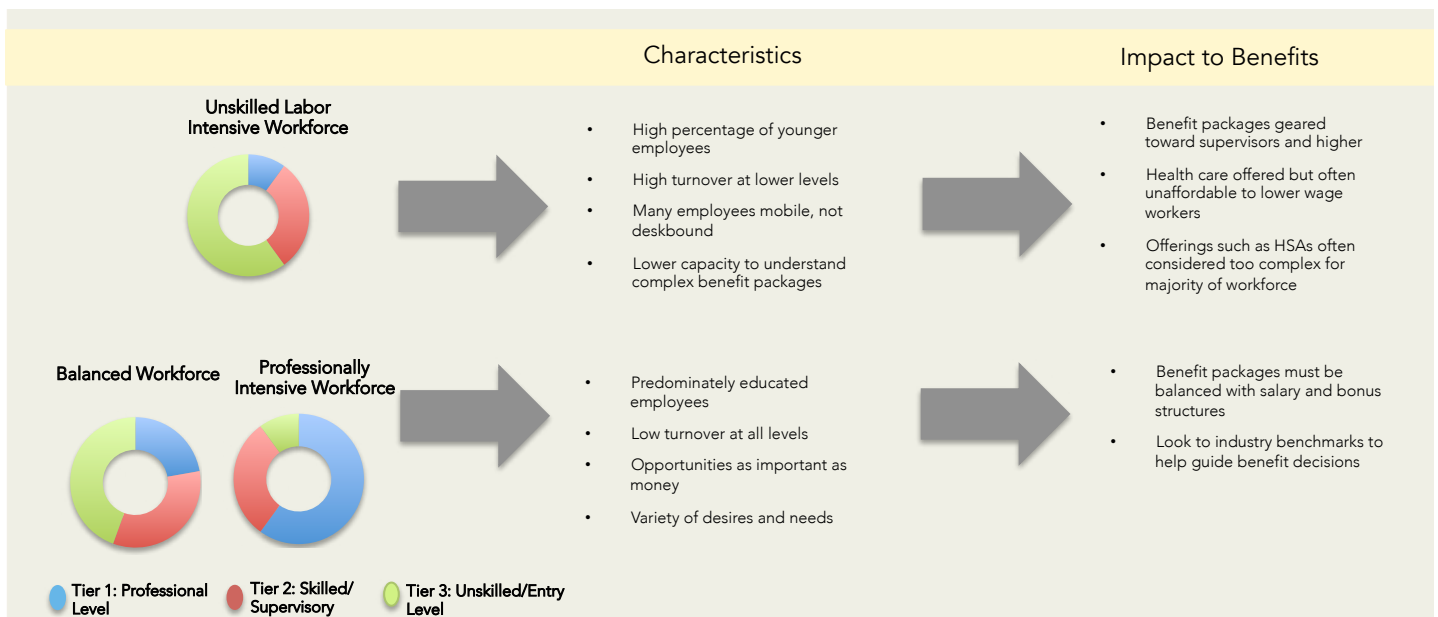 Characteristics
Impact to Benefits
Unskilled Labor
Intensive Workforce
• High percentage of younger
employees
• High turnover at lower levels
• Many employees mobile, not
deskbound
• Lower capacity to understand
complex benefit packages
• Benefit packages geared
toward supervisors and higher
• Health care offered but often
unaffordable to lower wage
workers
• Offerings such as HSAs often
considered too complex for
majority of workforce
Balanced Workforce
Professionally
Intensive Workforce
• Predominately educated
employees
• Low turnover at all levels
• Opportunities as important as
money
• Variety of desires and needs
• Benefit packages must be
balanced with salary and bonus
structures
• Look to industry benchmarks to
help guide benefit decisions
Tier 1: Professional
Level
Tier 2: Skilled/
Supervisory
Tier 3: Unskilled/Entry
Level